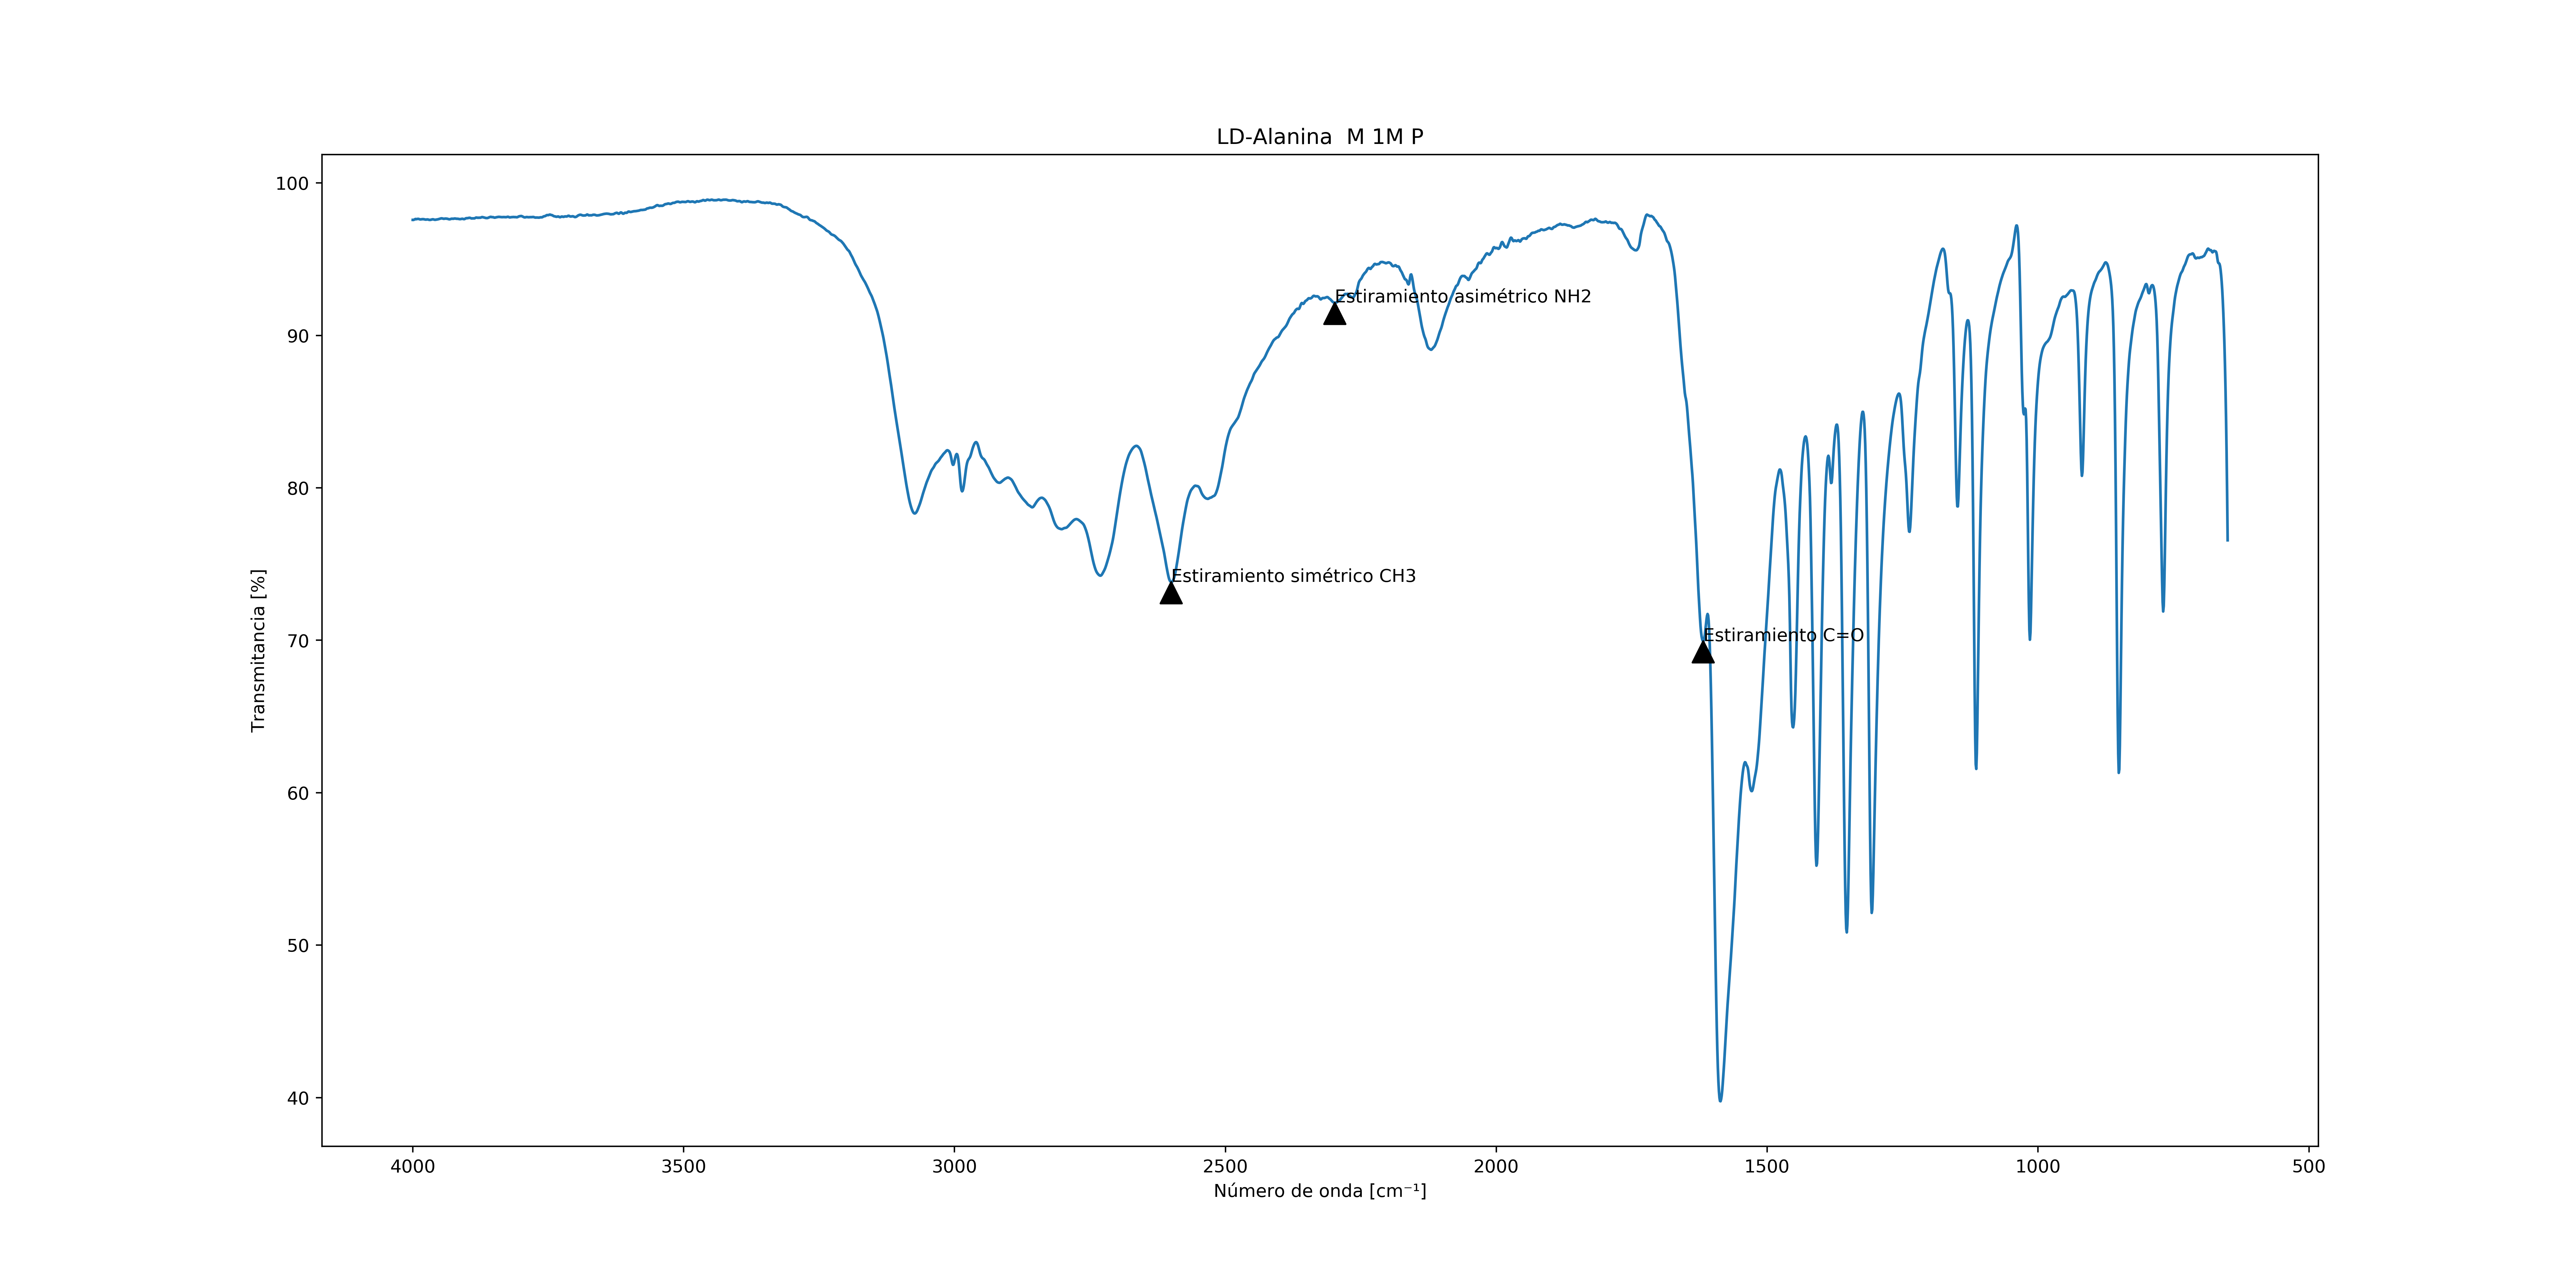 LD-Alanina  M 1M P
Transmitancia [%]
100
90
80
70
60
50
40
Estiramiento asimétrico NH2
Estiramiento simétrico CH3
Estiramiento C=O
4000 3500 3000 2500 2000 1500 1000 500
Número de onda [cm⁻¹]